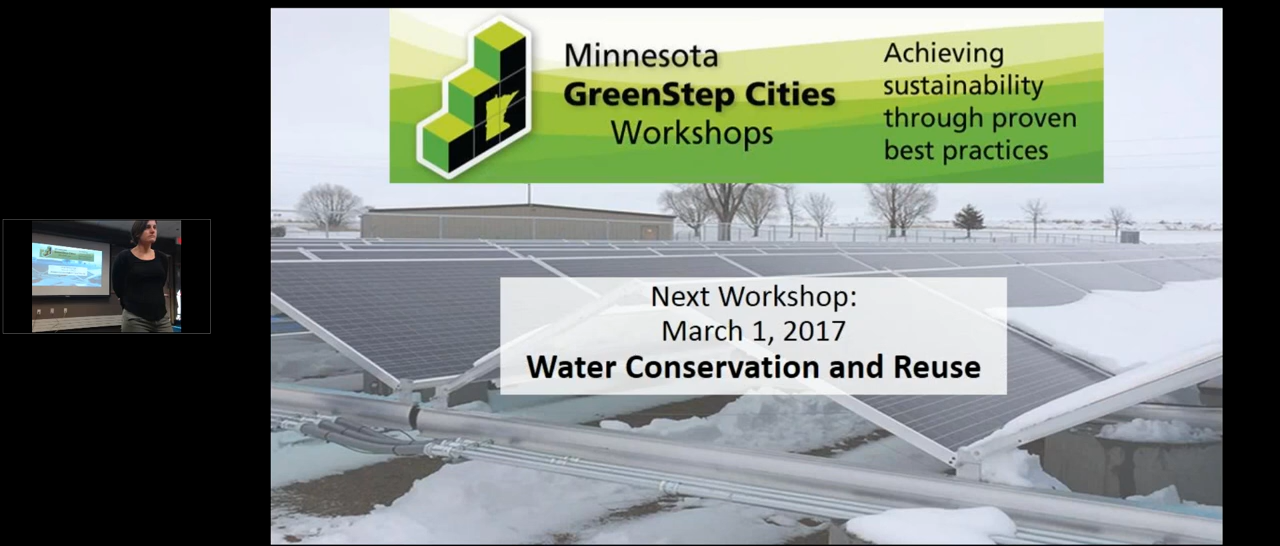 Minnesota
GreenStep Cities
Workshops
Achieving
sustainability
through proven
best practices
Next Workshop:
March 1, 2017
Water Conservation and Reuse